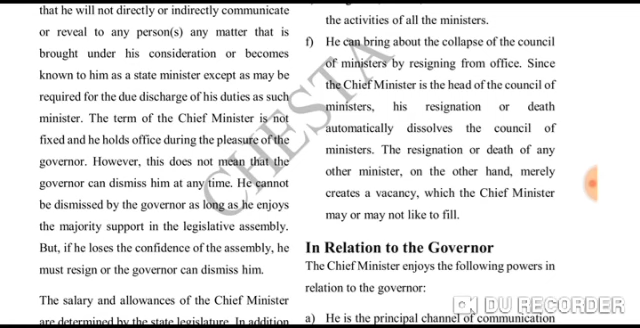 that he will not directly or indirectly communicate
or reveal to any person(s) any matter that is
brought under his consideration or becomes
known to him as a state minister except as may be
required for the due discharge of his duties as such
minister. The term of the Chief Minister is not
fixed and he holds office during the pleasure of the
governor. However, this does not mean that the
governor can dismiss him at any time. He cannot
be dismissed by the governor as long as he enjoys
the majority support in the legislative assembly.
But, if he loses the confidence of the assembly, he
must resign or the governor can dismiss him.
The salary and allowances of the Chief Minister
are determined by the state legislature. In addition
the activities of all the ministers.
f) He can bring about the collapse of the council
of ministers by resigning from office. Since
the Chief Minister is the head of the council of
ministers, his resignation or death
automatically dissolves the council of
ministers. The resignation or death of any
other minister, on the other hand, merely
creates a vacancy, which the Chief Minister
may or may not like to fill.
In Relation to the Governor
The Chief Minister enjoys the following powers in
relation to the governor:
a) He is the principal channel of communication
CHESTA
DU RECORDER